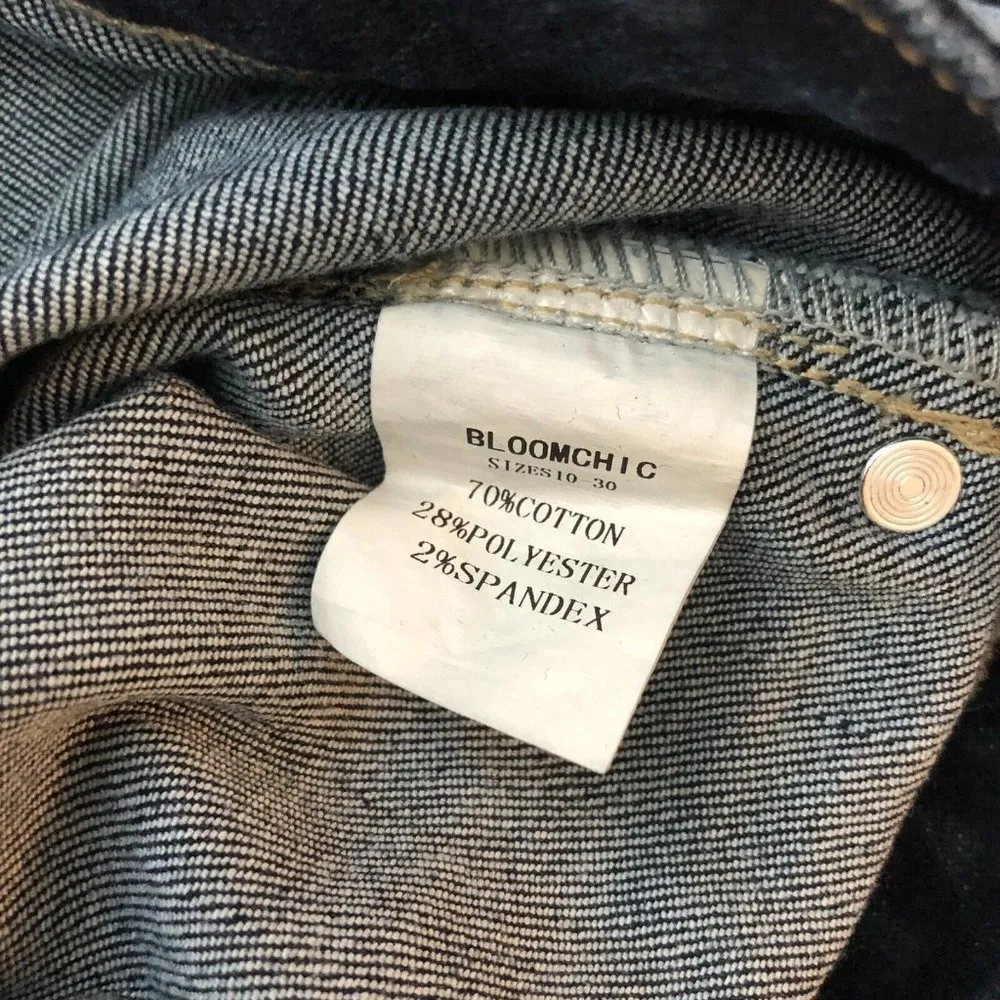 BLOOMCHIC
SIZES10-30
70%COTTON
28%POLYESTER
2%SPANDEX